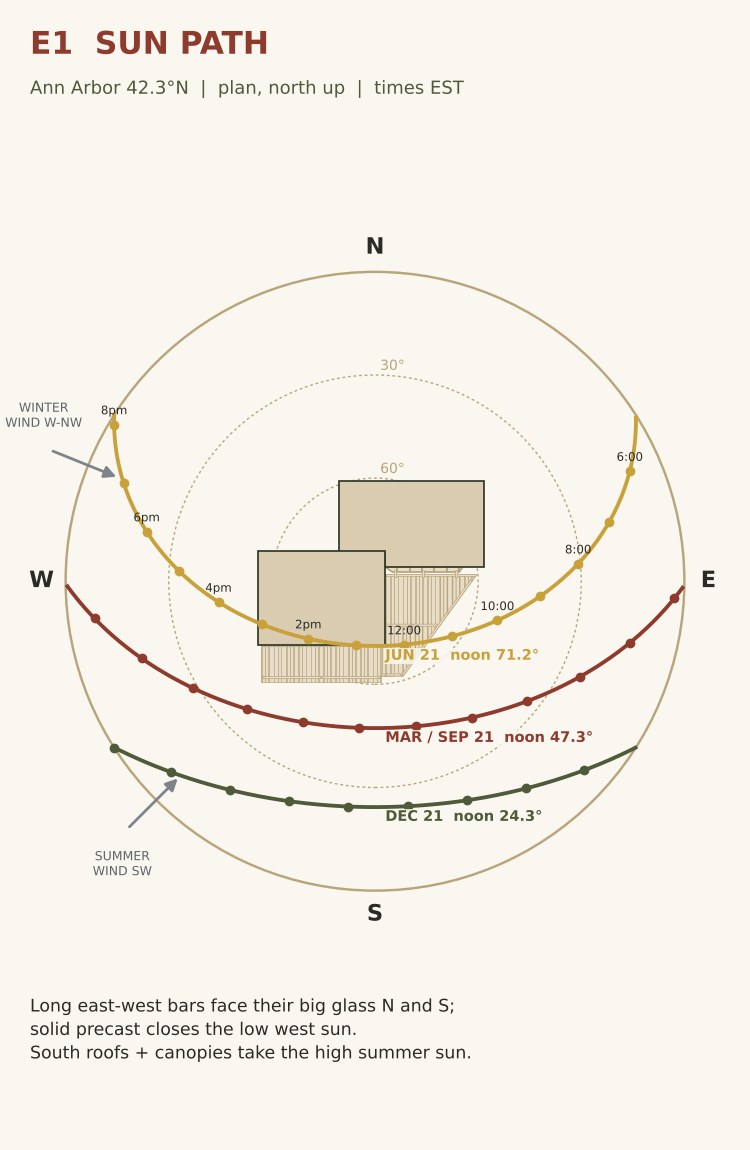 E1  SUN PATH
Ann Arbor 42.3°N  |  plan, north up  |  times EST
N
30°
WINTER
WIND W-NW
8pm
6:00
60°
6pm
8:00
W
E
4pm
10:00
2pm
12:00
JUN 21  noon 71.2°
MAR / SEP 21  noon 47.3°
DEC 21  noon 24.3°
SUMMER
WIND SW
S
Long east-west bars face their big glass N and S;
solid precast closes the low west sun.
South roofs + canopies take the high summer sun.